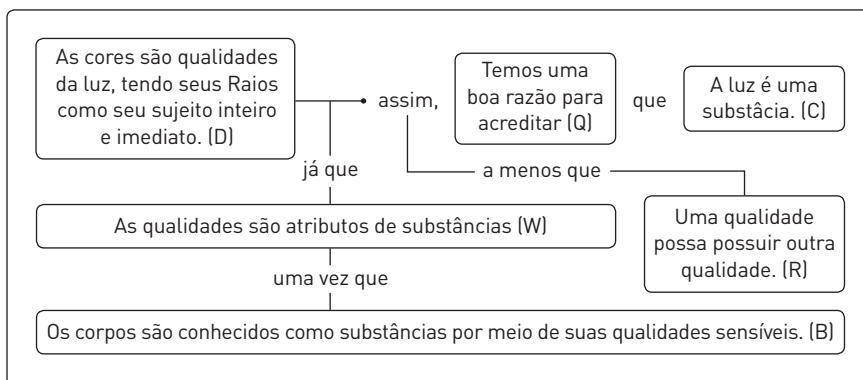 As cores são qualidades
da luz, tendo seus Raios
como seu sujeito inteiro
e imediato. (D)
assim,
Temos uma
boa razão para
acreditar (Q)
que
A luz é uma
substâcia. (C)
já que
a menos que
As qualidades são atributos de substâncias (W)
Uma qualidade
possa possuir outra
qualidade. (R)
uma vez que
Os corpos são conhecidos como substâncias por meio de suas qualidades sensíveis. (B)